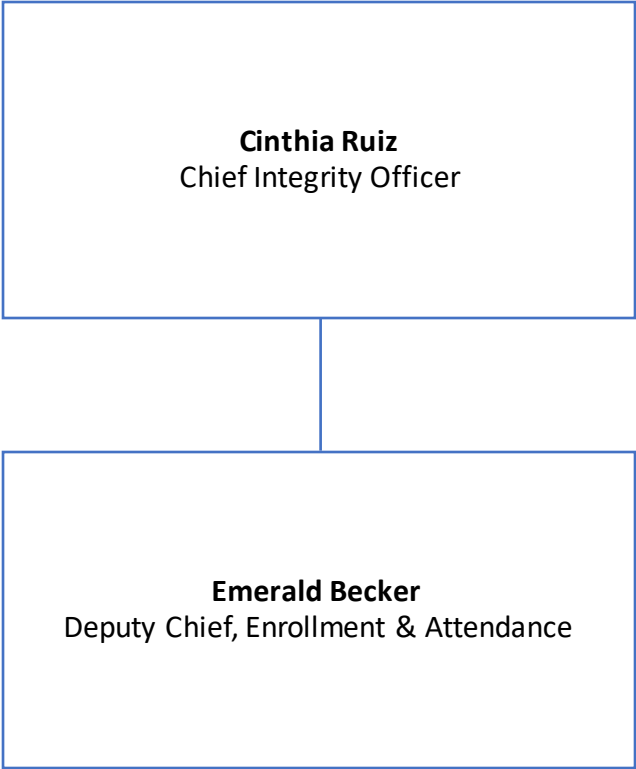 Cinthia Ruiz
Chief Integrity Officer
Emerald Becker
Deputy Chief, Enrollment & Attendance